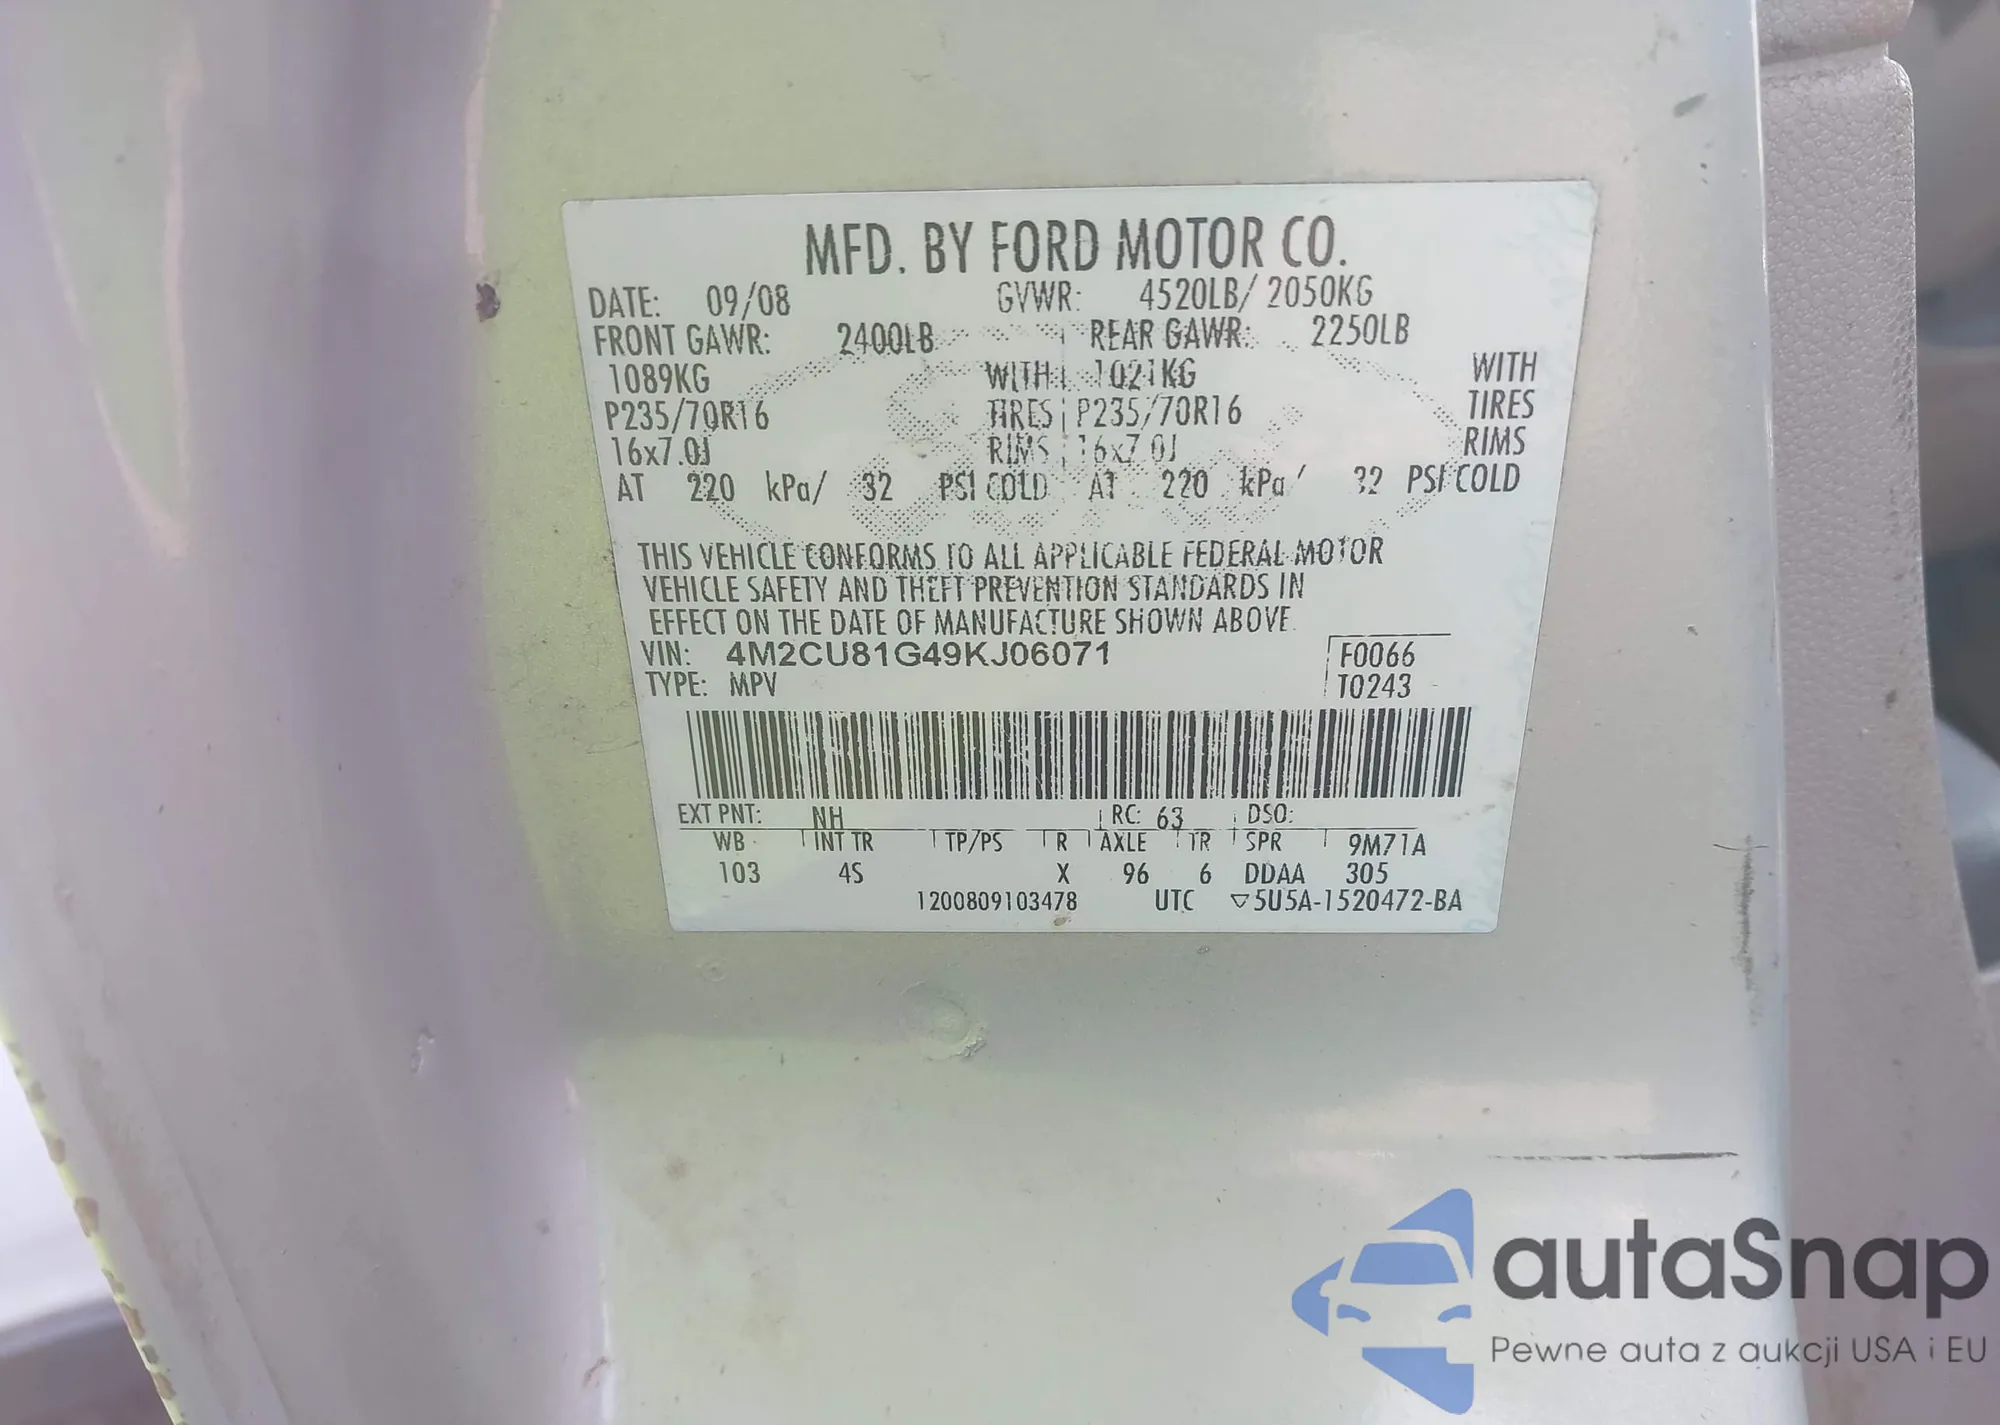 MFD. BY FORD MOTOR CO.
DATE: 09/08 GVWR: 4520LB/ 2050KG
FRONT GAWR: 2400LB REAR GAWR: 2250LB
1089KG WITH 1021KG WITH
P235/70R16 TIRES P235/70R16 TIRES
16x7.0J RIMS 16x7.0J RIMS
AT 220 kPa/ 32 PSI COLD AT 220 kPa/ 32 PSI COLD
THIS VEHICLE CONFORMS TO ALL APPLICABLE FEDERAL MOTOR
VEHICLE SAFETY AND THEFT PREVENTION STANDARDS IN
EFFECT ON THE DATE OF MANUFACTURE SHOWN ABOVE.
VIN: 4M2CU81G49KJ06071 F0066
TYPE: MPV T0243
EXT PNT: NH RC: 63 DSO:
WB INT TR TP/PS R AXLE TR SPR 9M71A
103 4S X 96 6 DDAA 305
1200809103478 UTC ▽5U5A-1520472-BA
autaSnap
Pewne auta z aukcji USA i EU